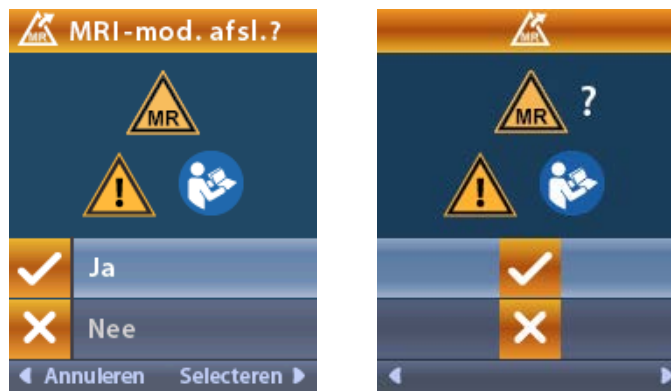 MR MRI-mod. afsl.?
MR
!
Ja
Nee
Annuleren Selecteren
MR
MR ?
!